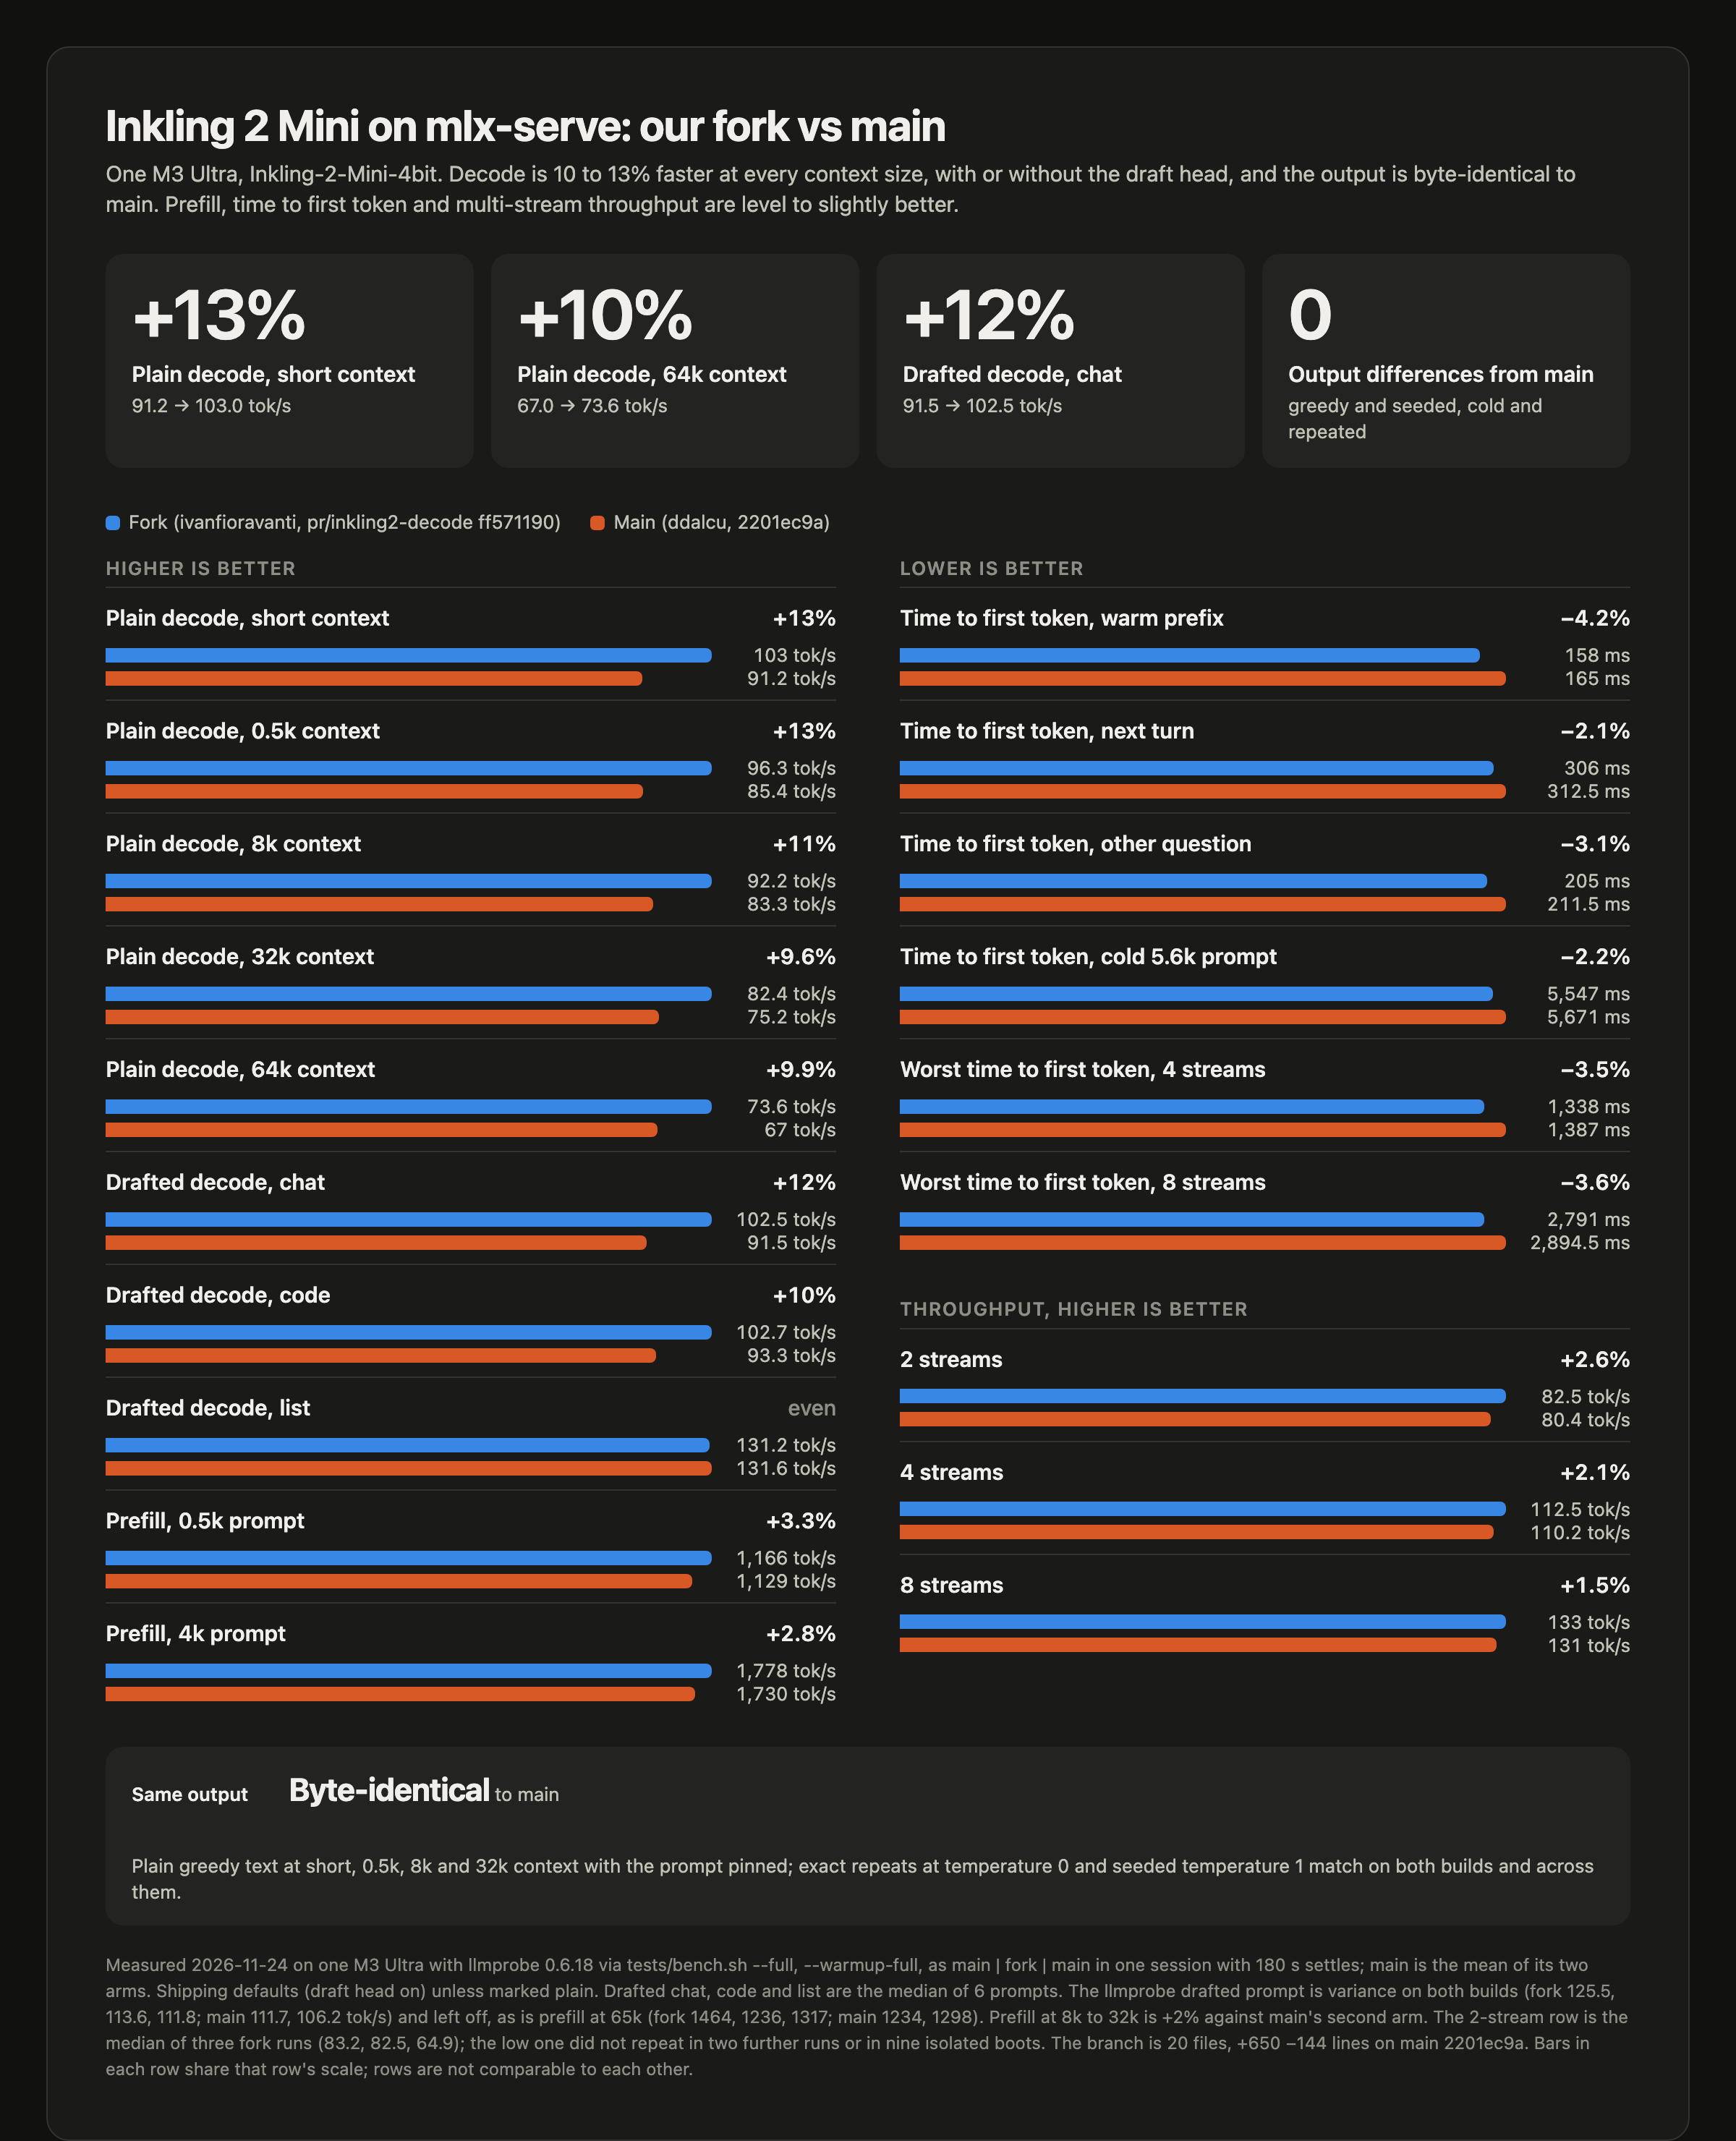 Inkling 2 Mini on mlx-serve: our fork vs main
One M3 Ultra, Inkling-2-Mini-4bit. Decode is 10 to 13% faster at every context size, with or without the draft head, and the output is byte-identical to
main. Prefill, time to first token and multi-stream throughput are level to slightly better.
+13%
Plain decode, short context
91.2 → 103.0 tok/s
+10%
Plain decode, 64k context
67.0 → 73.6 tok/s
+12%
Drafted decode, chat
91.5 → 102.5 tok/s
0
Output differences from main
greedy and seeded, cold and
repeated
Fork (ivanfioravanti, pr/inkling2-decode ff571190)
Main (ddalcu, 2201ec9a)
HIGHER IS BETTER
Plain decode, short context +13%
103 tok/s
91.2 tok/s
Plain decode, 0.5k context +13%
96.3 tok/s
85.4 tok/s
Plain decode, 8k context +11%
92.2 tok/s
83.3 tok/s
Plain decode, 32k context +9.6%
82.4 tok/s
75.2 tok/s
Plain decode, 64k context +9.9%
73.6 tok/s
67 tok/s
Drafted decode, chat +12%
102.5 tok/s
91.5 tok/s
Drafted decode, code +10%
102.7 tok/s
93.3 tok/s
Drafted decode, list even
131.2 tok/s
131.6 tok/s
Prefill, 0.5k prompt +3.3%
1,166 tok/s
1,129 tok/s
Prefill, 4k prompt +2.8%
1,778 tok/s
1,730 tok/s
LOWER IS BETTER
Time to first token, warm prefix −4.2%
158 ms
165 ms
Time to first token, next turn −2.1%
306 ms
312.5 ms
Time to first token, other question −3.1%
205 ms
211.5 ms
Time to first token, cold 5.6k prompt −2.2%
5,547 ms
5,671 ms
Worst time to first token, 4 streams −3.5%
1,338 ms
1,387 ms
Worst time to first token, 8 streams −3.6%
2,791 ms
2,894.5 ms
THROUGHPUT, HIGHER IS BETTER
2 streams +2.6%
82.5 tok/s
80.4 tok/s
4 streams +2.1%
112.5 tok/s
110.2 tok/s
8 streams +1.5%
133 tok/s
131 tok/s
Same output Byte-identical to main
Plain greedy text at short, 0.5k, 8k and 32k context with the prompt pinned; exact repeats at temperature 0 and seeded temperature 1 match on both builds and across
them.
Measured 2026-11-24 on one M3 Ultra with llmprobe 0.6.18 via tests/bench.sh --full, --warmup-full, as main | fork | main in one session with 180 s settles; main is the mean of its two
arms. Shipping defaults (draft head on) unless marked plain. Drafted chat, code and list are the median of 6 prompts. The llmprobe drafted prompt is variance on both builds (fork 125.5,
113.6, 111.8; main 111.7, 106.2 tok/s) and left off, as is prefill at 65k (fork 1464, 1236, 1317; main 1234, 1298). Prefill at 8k to 32k is +2% against main's second arm. The 2-stream row is the
median of three fork runs (83.2, 82.5, 64.9); the low one did not repeat in two further runs or in nine isolated boots. The branch is 20 files, +650 −144 lines on main 2201ec9a. Bars in
each row share that row's scale; rows are not comparable to each other.